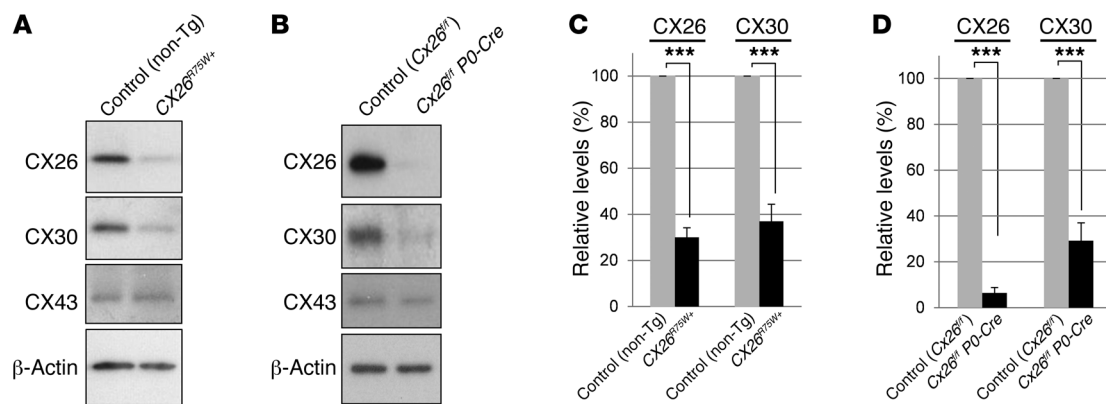 A
Control (non-Tg)
CX26R75W+
CX26
CX30
CX43
β-Actin
B
Control (Cx26f/f)
Cx26f/f P0-Cre
CX26
CX30
CX43
β-Actin
C
CX26 CX30
*** ***
Relative levels (%)
100
80
60
40
20
0
Control (non-Tg)
CX26R75W+
Control (non-Tg)
CX26R75W+
D
CX26 CX30
*** ***
Relative levels (%)
100
80
60
40
20
0
Control (Cx26f/f)
Cx26f/f P0-Cre
Control (Cx26f/f)
Cx26f/f P0-Cre